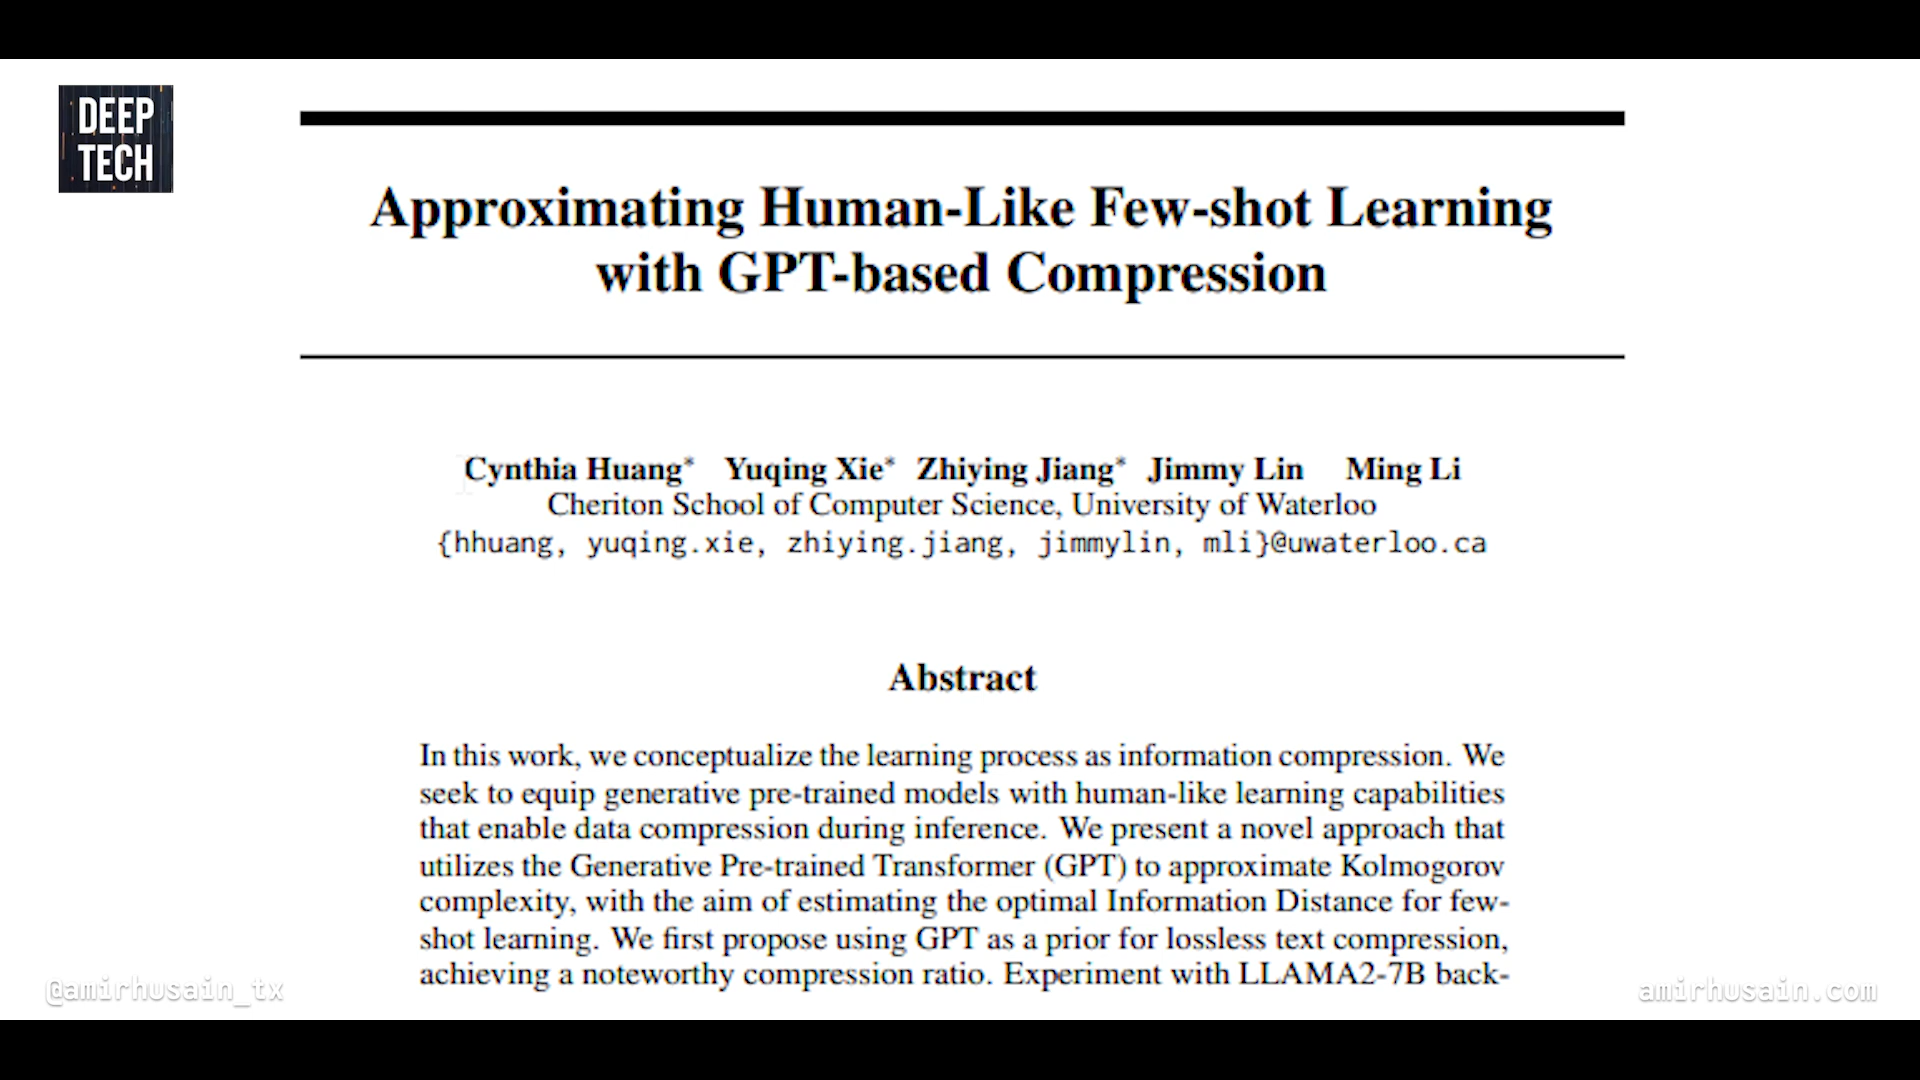 DEEP
TECH
Approximating Human-Like Few-shot Learning
with GPT-based Compression
Cynthia Huang* Yuqing Xie* Zhiying Jiang* Jimmy Lin Ming Li
Cheriton School of Computer Science, University of Waterloo
{hhuang, yuqing.xie, zhiying.jiang, jimmylin, mli}@uwaterloo.ca
Abstract
In this work, we conceptualize the learning process as information compression. We
seek to equip generative pre-trained models with human-like learning capabilities
that enable data compression during inference. We present a novel approach that
utilizes the Generative Pre-trained Transformer (GPT) to approximate Kolmogorov
complexity, with the aim of estimating the optimal Information Distance for few-
shot learning. We first propose using GPT as a prior for lossless text compression,
achieving a noteworthy compression ratio. Experiment with LLAMA2-7B back-
@amirhusain_tx
amirhusain.com